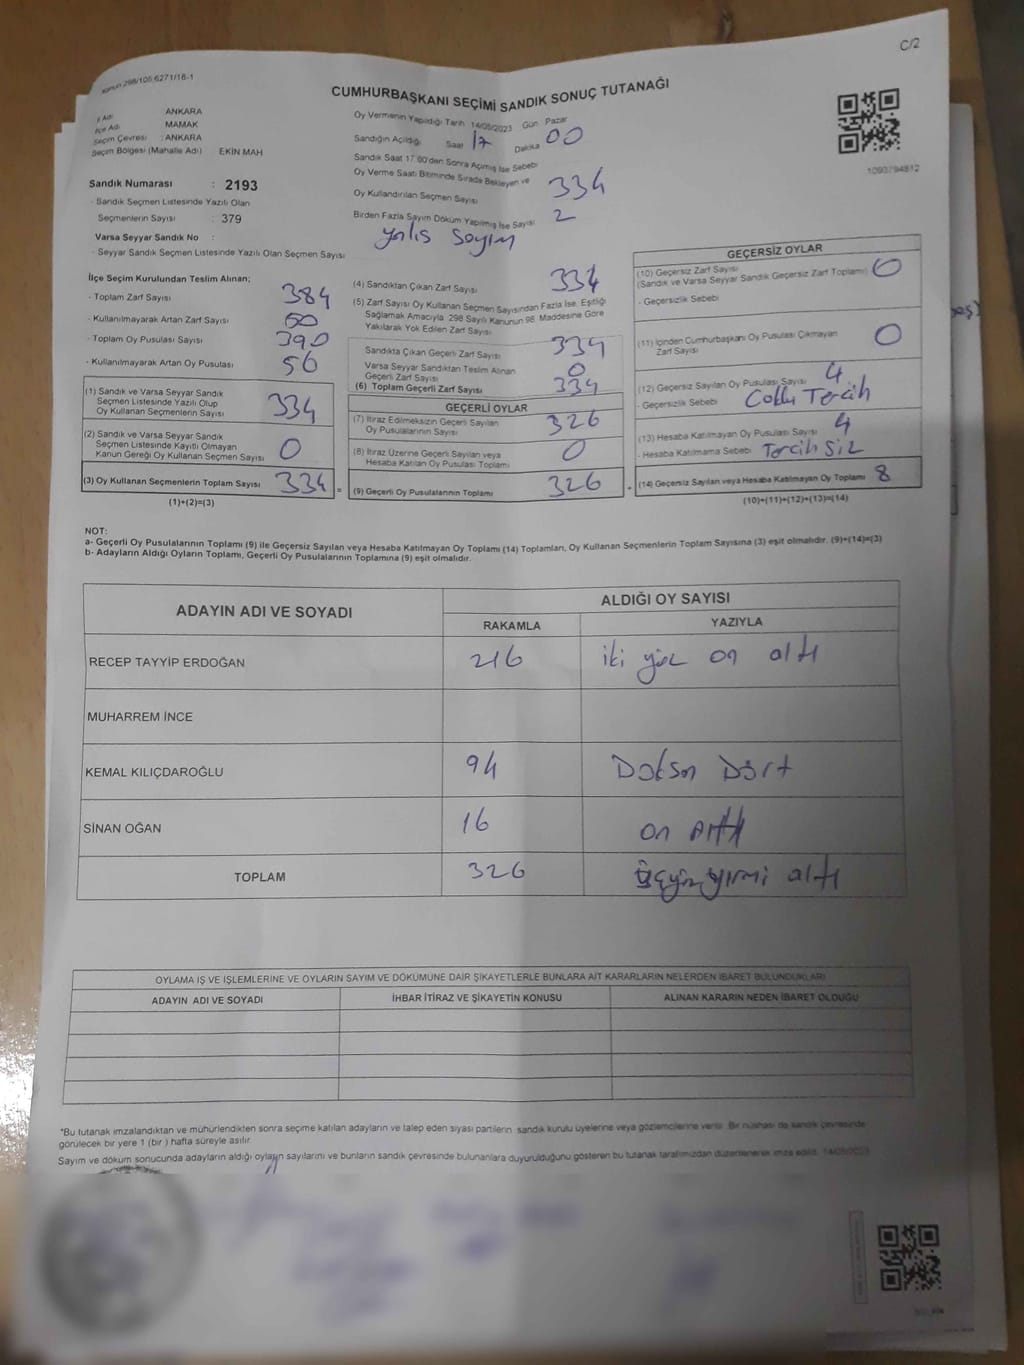 C/2
Kanun 298/105.6271/16-1
CUMHURBAŞKANI SEÇİMİ SANDIK SONUÇ TUTANAĞI
İl Adı ANKARA
İlçe Adı MAMAK
Seçim Çevresi : ANKARA
Seçim Bölgesi (Mahalle Adı) EKİN MAH
Sandık Numarası : 2193
- Sandık Seçmen Listesinde Yazılı Olan
Seçmenlerin Sayısı : 379
Varsa Seyyar Sandık No :
- Seyyar Sandık Seçmen Listesinde Yazılı Olan Seçmen Sayısı
Oy Vermenin Yapıldığı Tarih : 14/05/2023 Gün Pazar
Sandığın Açıldığı Saat 17 Dakika 00
Sandık Saat 17.00'den Sonra Açımış İse Sebebi
Oy Verme Saati Bitiminde Sırada Bekleyen ve
Oy Kullandırılan Seçmen Sayısı 334
Birden Fazla Sayım Döküm Yapılmış İse Sayısı 2
yalıs Sayım
1093794812
İlçe Seçim Kurulundan Teslim Alınan;
- Toplam Zarf Sayısı 384
- Kullanılmayarak Artan Zarf Sayısı 50
- Toplam Oy Pusulası Sayısı 390
- Kullanılmayarak Artan Oy Pusulası 56
(1) Sandık ve Varsa Seyyar Sandık
Seçmen Listesinde Yazılı Olup
Oy Kullanan Seçmenlerin Sayısı 334
(2) Sandık ve Varsa Seyyar Sandık
Seçmen Listesinde Kayıtlı Olmayan
Kanun Gereği Oy Kullanan Seçmen Sayısı 0
(3) Oy Kullanan Seçmenlerin Toplam Sayısı 334 =
(1)+(2)=(3)
(4) Sandıktan Çıkan Zarf Sayısı 334
(5) Zarf Sayısı Oy Kullanan Seçmen Sayısından Fazla İse, Eşitliği
Sağlamak Amacıyla, 298 Sayılı Kanunun 98. Maddesine Göre
Yakılarak Yok Edilen Zarf Sayısı
Sandıkta Çıkan Geçerli Zarf Sayısı 334
Varsa Seyyar Sandıktan Teslim Alınan
Geçerli Zarf Sayısı 0
(6) Toplam Geçerli Zarf Sayısı 334
GEÇERLİ OYLAR
(7) İtiraz Edilmeksizin Geçerli Sayılan
Oy Pusulalarının Sayısı 326
(8) İtiraz Üzerine Geçerli Sayılan veya
Hesaba Katılan Oy Pusulası Toplamı 0
(9) Geçerli Oy Pusulalarının Toplamı 326 +
GEÇERSİZ OYLAR
(10) Geçersiz Zarf Sayısı
(Sandık ve Varsa Seyyar Sandık Geçersiz Zarf Toplamı) 0
- Geçersizlik Sebebi
(11) İçinden Cumhurbaşkanı Oy Pusulası Çıkmayan
Zarf Sayısı 0
(12) Geçersiz Sayılan Oy Pusulası Sayısı 4
- Geçersizlik Sebebi Coklu Tercih
(13) Hesaba Katılmayan Oy Pusulası Sayısı 4
- Hesaba Katılmama Sebebi Tercih Siz
(14) Geçersiz Sayılan veya Hesaba Katılmayan Oy Toplamı 8
(10)+(11)+(12)+(13)=(14)
NOT:
a- Geçerli Oy Pusulalarının Toplamı (9) ile Geçersiz Sayılan veya Hesaba Katılmayan Oy Toplamı (14) Toplamları, Oy Kullanan Seçmenlerin Toplam Sayısına (3) eşit olmalıdır. (9)+(14)=(3)
b- Adayların Aldığı Oyların Toplamı, Geçerli Oy Pusulalarının Toplamına (9) eşit olmalıdır.
ADAYIN ADI VE SOYADI ALDIĞI OY SAYISI
RAKAMLA YAZIYLA
RECEP TAYYİP ERDOĞAN 216 iki yüz on altı
MUHARREM İNCE
KEMAL KILIÇDAROĞLU 94 Doksan Dört
SİNAN OĞAN 16 on Altı
TOPLAM 326 üçyüzyirmi altı
OYLAMA İŞ VE İŞLEMLERİNE VE OYLARIN SAYIM VE DÖKÜMÜNE DAİR ŞİKAYETLERLE BUNLARA AİT KARARLARIN NELERDEN İBARET BULUNDUKLARI
ADAYIN ADI VE SOYADI İHBAR İTİRAZ VE ŞİKAYETİN KONUSU ALINAN KARARIN NEDEN İBARET OLDUĞU
*Bu tutanak imzalandıktan ve mühürlendikten sonra seçime katılan adayların ve talep eden siyasi partilerin sandık kurulu üyelerine veya gözlemcilerine verilir. Bir nüshası da sandık çevresinde
görülecek bir yere 1 (bir ) hafta süreyle asılır.
Sayım ve döküm sonucunda adayların aldığı oyların sayılarını ve bunların sandık çevresinde bulunanlara duyurulduğunu gösteren bu tutanak tarafımızdan düzenlenerek imza edildi. 14/05/2023